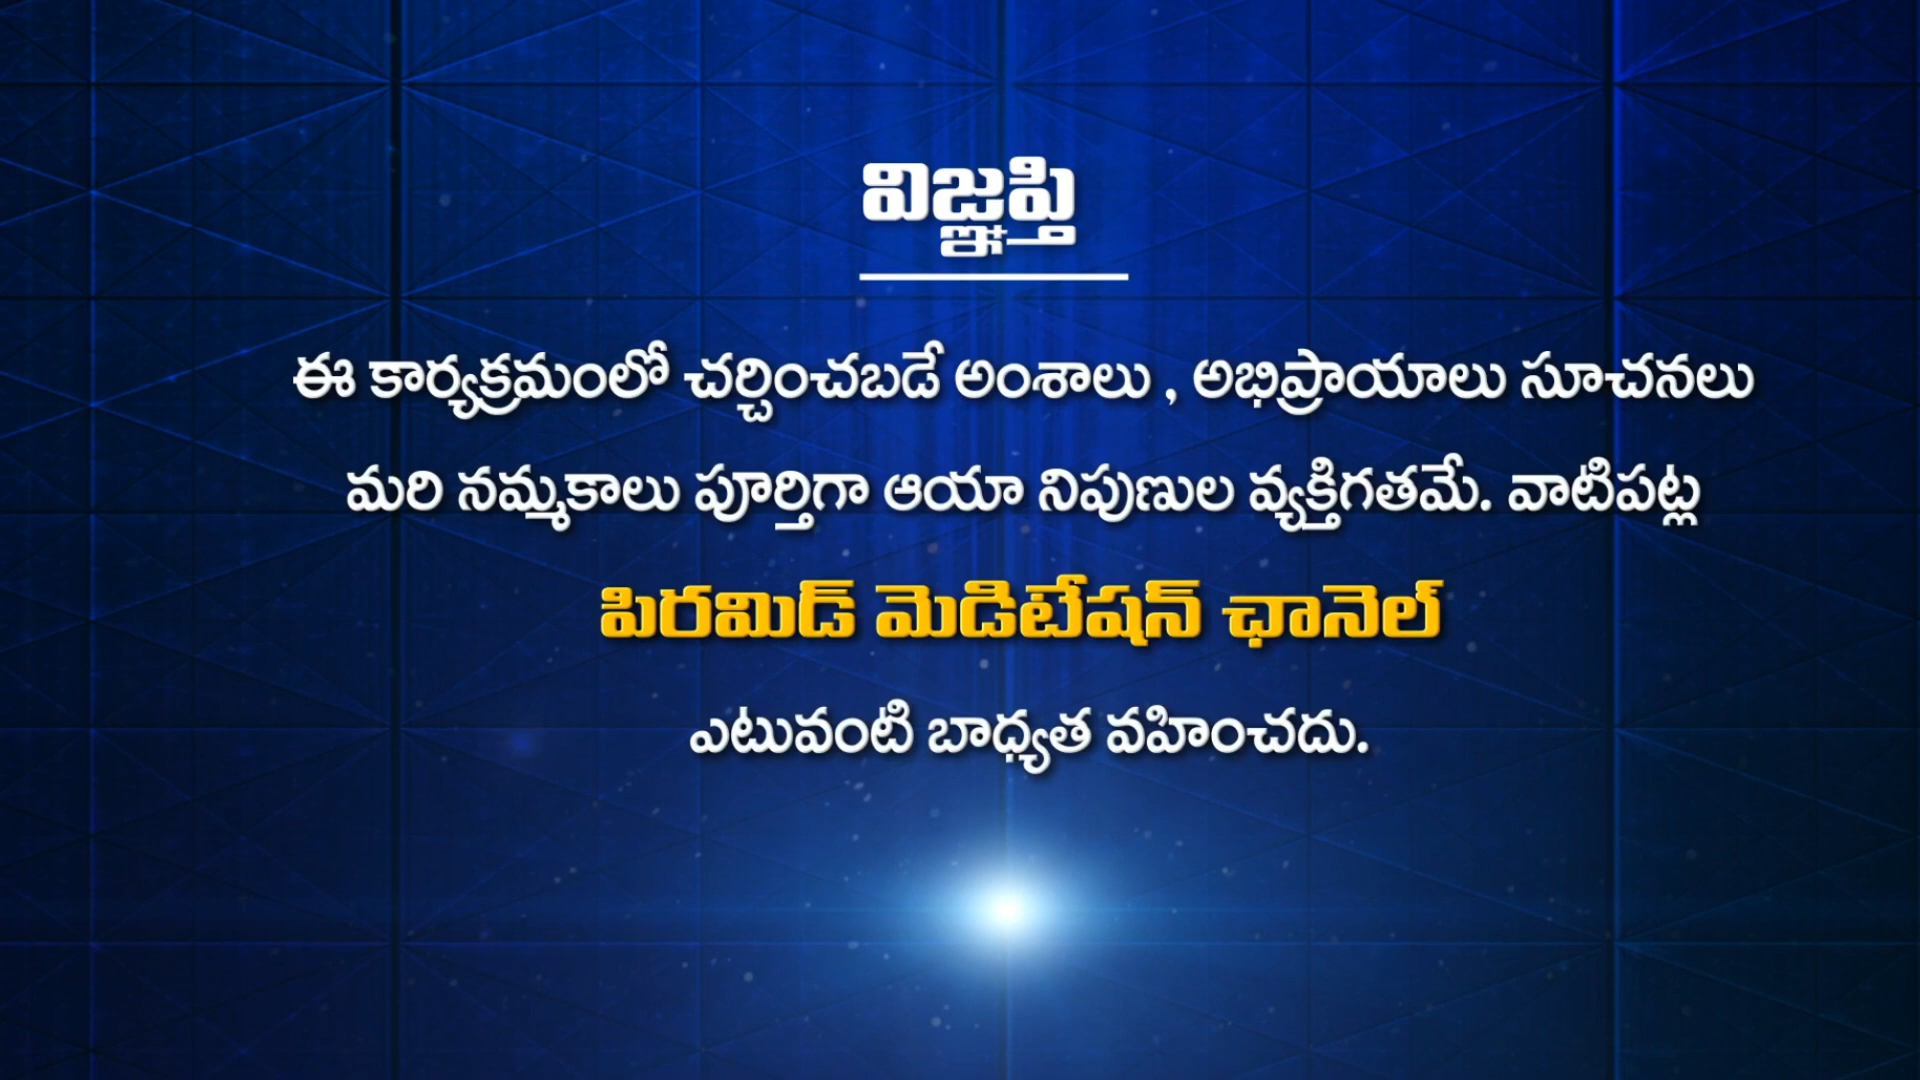 విజ్ఞప్తి
ఈ కార్యక్రమంలో చర్చించబడే అంశాలు , అభిప్రాయాలు సూచనలు
మరి నమ్మకాలు పూర్తిగా ఆయా నిపుణుల వ్యక్తిగతమే. వాటిపట్ల
పిరమిడ్ మెడిటేషన్ ఛానెల్
ఎటువంటి బాధ్యత వహించదు.